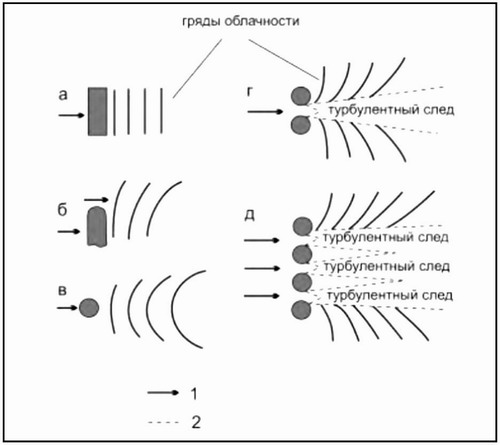 гряды облачности
а
г
турбулентный след
б
д
турбулентный след
турбулентный след
в
турбулентный след
1
2